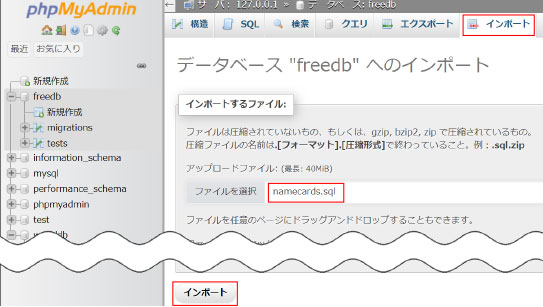 phpMyAdmin
最近 お気に入り
新規作成
freedb
新規作成
migrations
tests
information_schema
mysql
performance_schema
phpmyadmin
test
サーバ: 127.0.0.1 » データベース: freedb
構造 SQL 検索 クエリ エクスポート インポート
データベース "freedb" へのインポート
インポートするファイル:
ファイルは圧縮されていないもの、もしくは、gzip, bzip2, zip で圧縮されているもの。
圧縮ファイルの名前は、.[フォーマット].[圧縮形式]で終わっていること。例：.sql.zip
アップロードファイル: (最長: 40MiB)
ファイルを選択 namecards.sql
ファイルを任意のページにドラッグアンドドロップすることもできます。
インポート